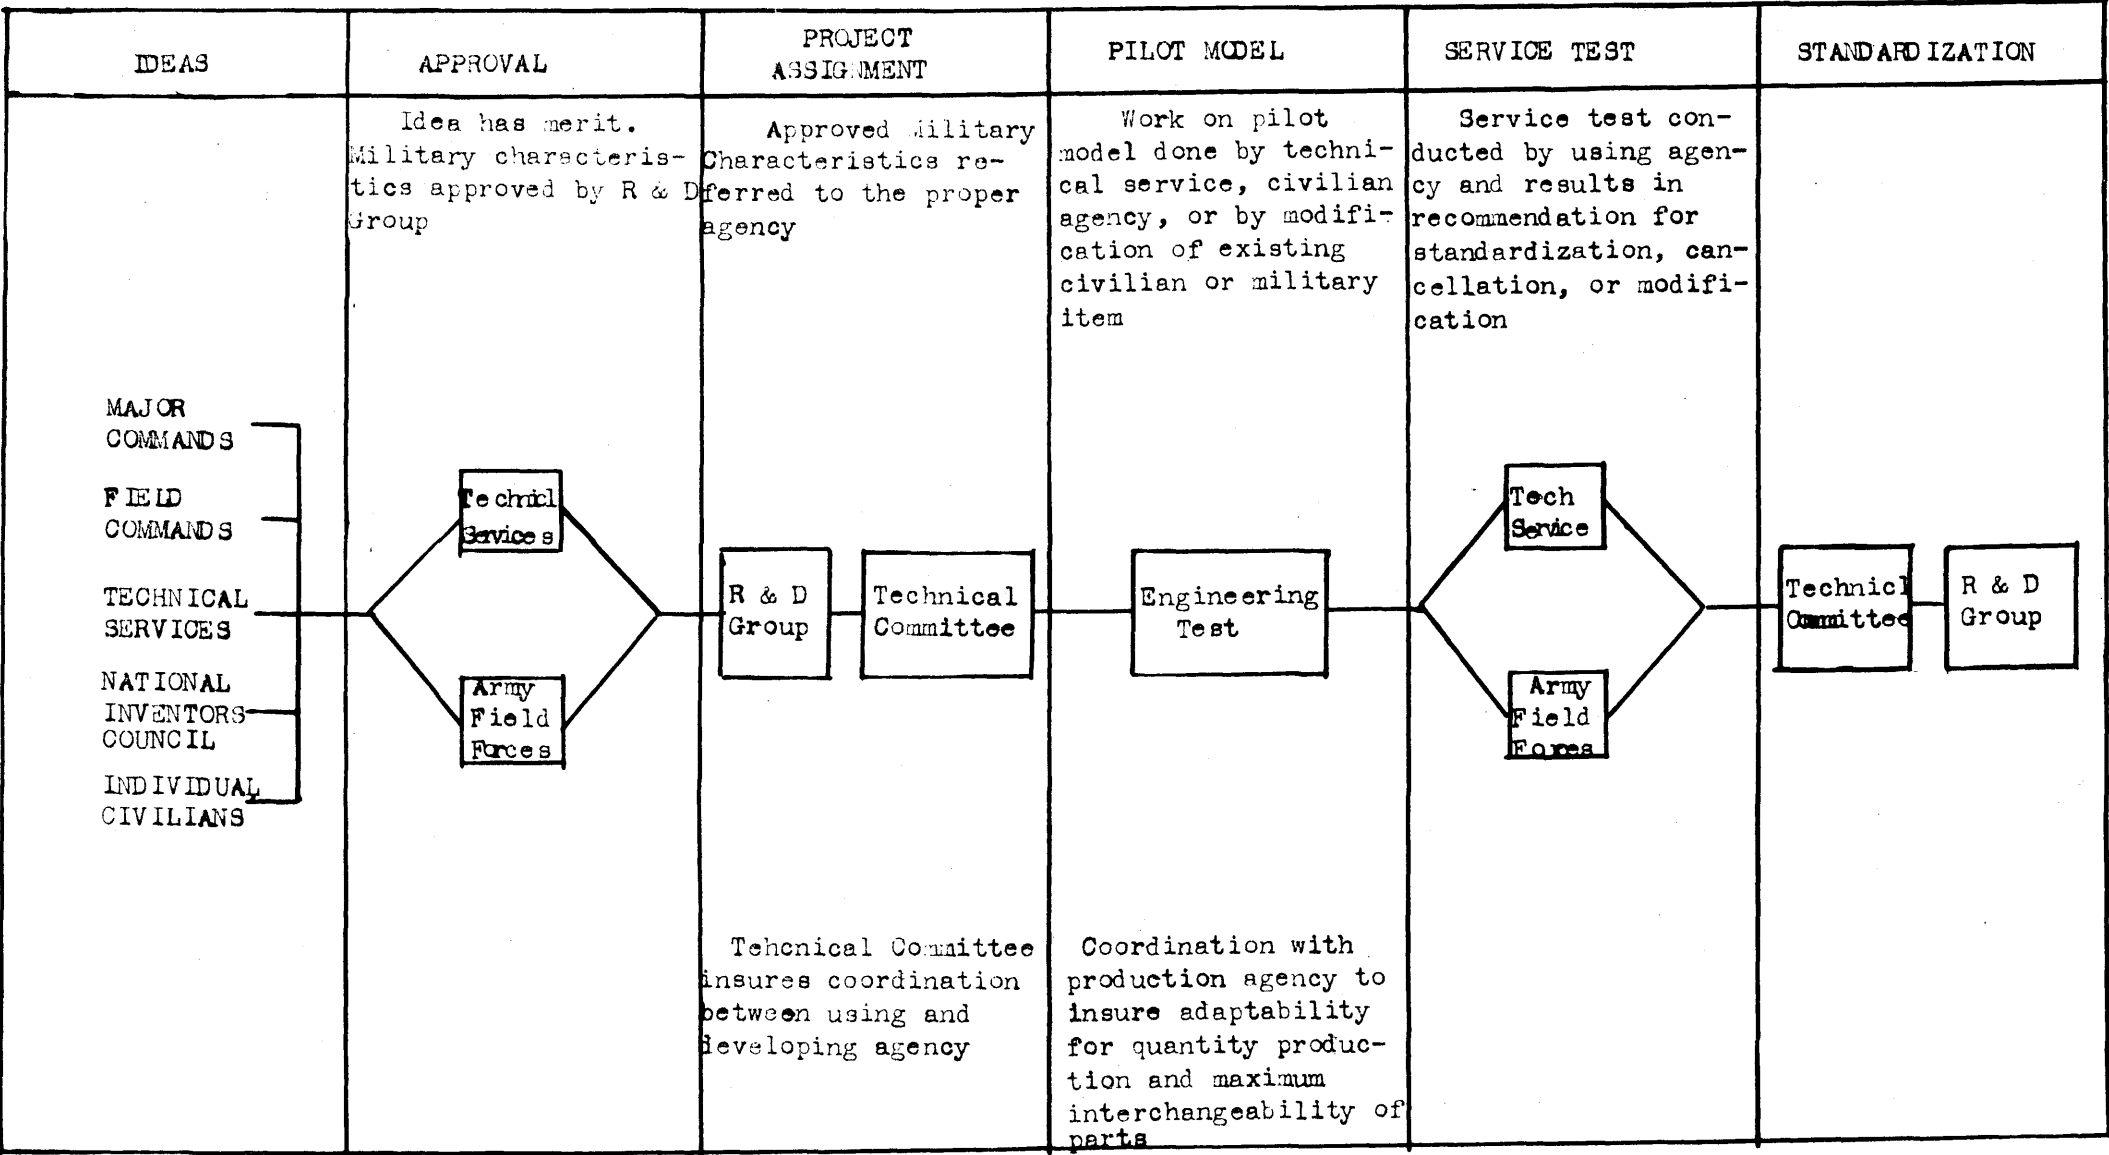 IDEAS
APPROVAL
PROJECT
ASSIGNMENT
PILOT MODEL
SERVICE TEST
STANDARDIZATION
Idea has merit.
Military characteris-
tics approved by R & D
Group
Approved Military
Characteristics re-
ferred to the proper
agency
Work on pilot
model done by techni-
cal service, civilian
agency, or by modifi-
cation of existing
civilian or military
item
Service test con-
ducted by using agen-
cy and results in
recommendation for
standardization, can-
cellation, or modifi-
cation
MAJOR
COMMANDS
FIELD
COMMANDS
TECHNICAL
SERVICES
NATIONAL
INVENTORS
COUNCIL
INDIVIDUAL
CIVILIANS
Technicl
Services
Army
Field
Forces
R & D
Group
Technical
Committee
Engineering
Test
Tech
Service
Army
Field
Forces
Technicl
Committee
R & D
Group
Tehcnical Committee
insures coordination
between using and
developing agency
Coordination with
production agency to
insure adaptability
for quantity produc-
tion and maximum
interchangeability of
parts